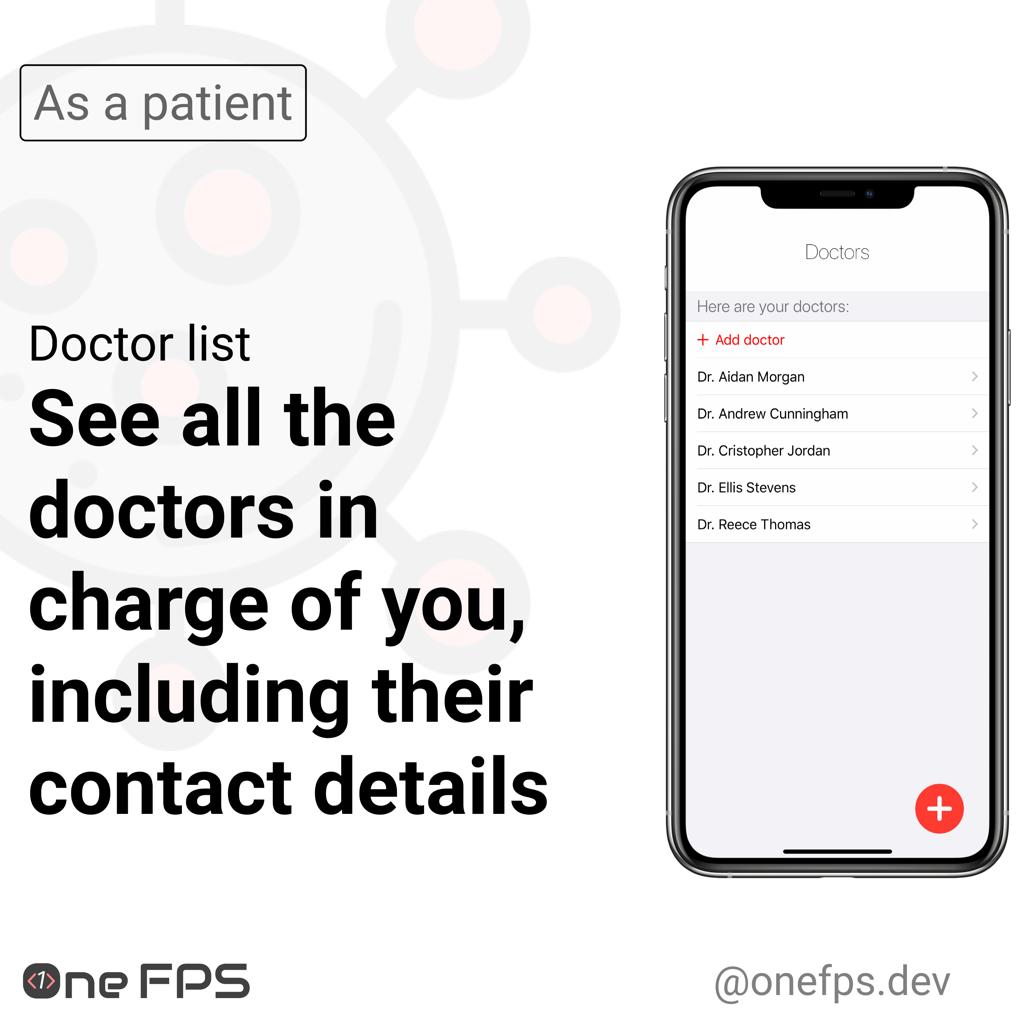 As a patient
Doctor list
See all the
doctors in
charge of you,
including their
contact details
Doctors
Here are your doctors:
+ Add doctor
Dr. Aidan Morgan
Dr. Andrew Cunningham
Dr. Cristopher Jordan
Dr. Ellis Stevens
Dr. Reece Thomas
One FPS
@onefps.dev